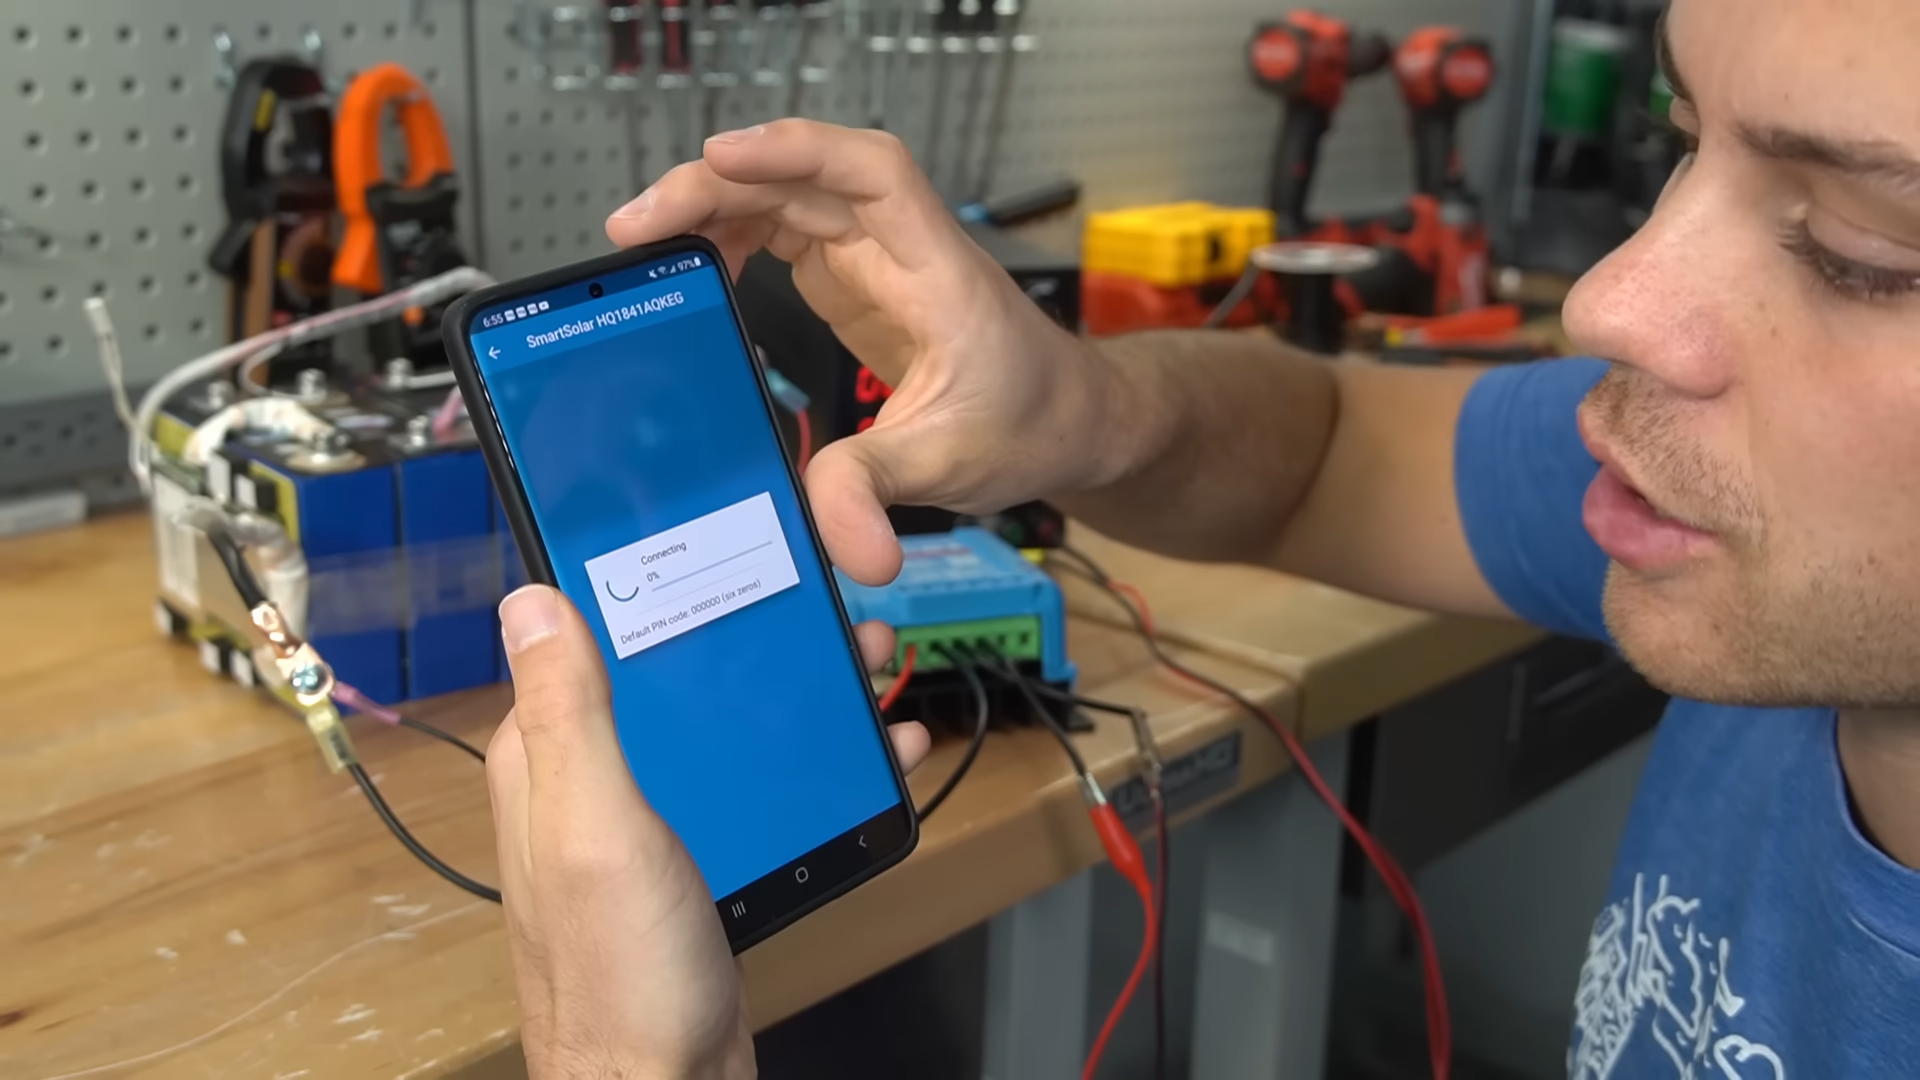 6:55
97%
SmartSolar HQ1841AQKEG
Connecting
0%
Default PIN code: 000000 (six zeros)